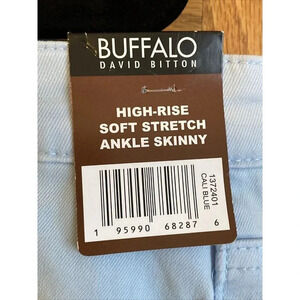 BUFFALO
DAVID BITTON
HIGH-RISE
SOFT STRETCH
ANKLE SKINNY
1372401
CALI BLUE
1 95990 68287 6